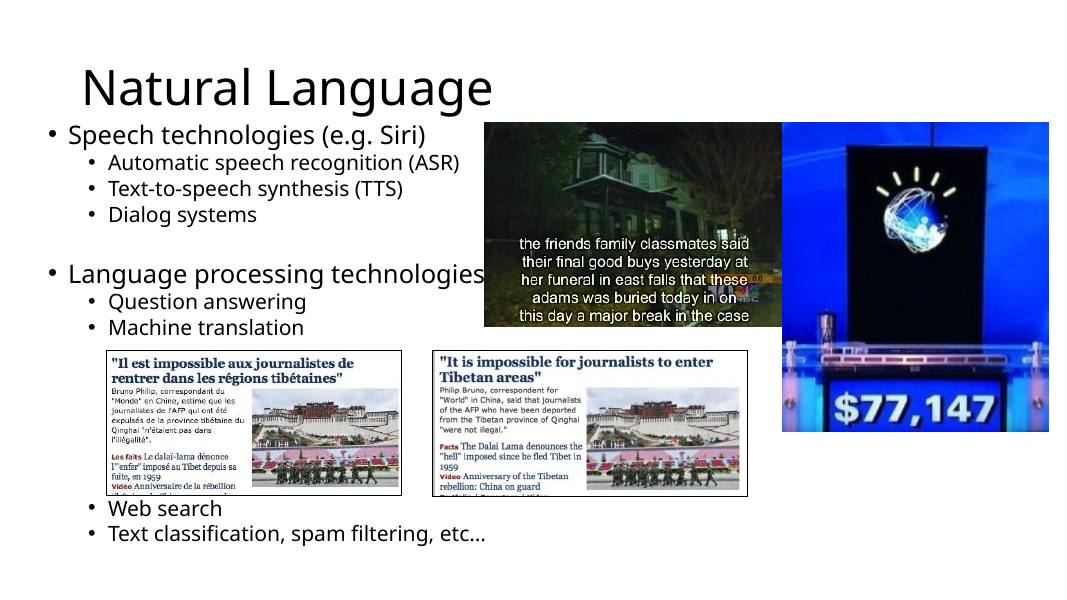 Natural Language
• Speech technologies (e.g. Siri)
• Automatic speech recognition (ASR)
• Text-to-speech synthesis (TTS)
• Dialog systems
the friends family classmates said
their final good buys yesterday at
her funeral in east falls that these
adams was buried today in on
this day a major break in the case
$77,147
• Language processing technologies
• Question answering
• Machine translation
"Il est impossible aux journalistes de
rentrer dans les régions tibétaines"
Bruno Philip, correspondant du
"Monde" en Chine, estime que les
journalistes de l'AFP qui ont été
expulsés de la province tibétaine du
Qinghai "n'étaient pas dans
l'illégalité".
Les faits Le dalaï-lama dénonce
l'"enfer" imposé au Tibet depuis sa
fuite, en 1959
Vidéo Anniversaire de la rébellion
"It is impossible for journalists to enter
Tibetan areas"
Philip Bruno, correspondent for
"World" in China, said that journalists
of the AFP who have been deported
from the Tibetan province of Qinghai
"were not illegal."
Facts The Dalai Lama denounces the
"hell" imposed since he fled Tibet in
1959
Video Anniversary of the Tibetan
rebellion: China on guard
• Web search
• Text classification, spam filtering, etc…